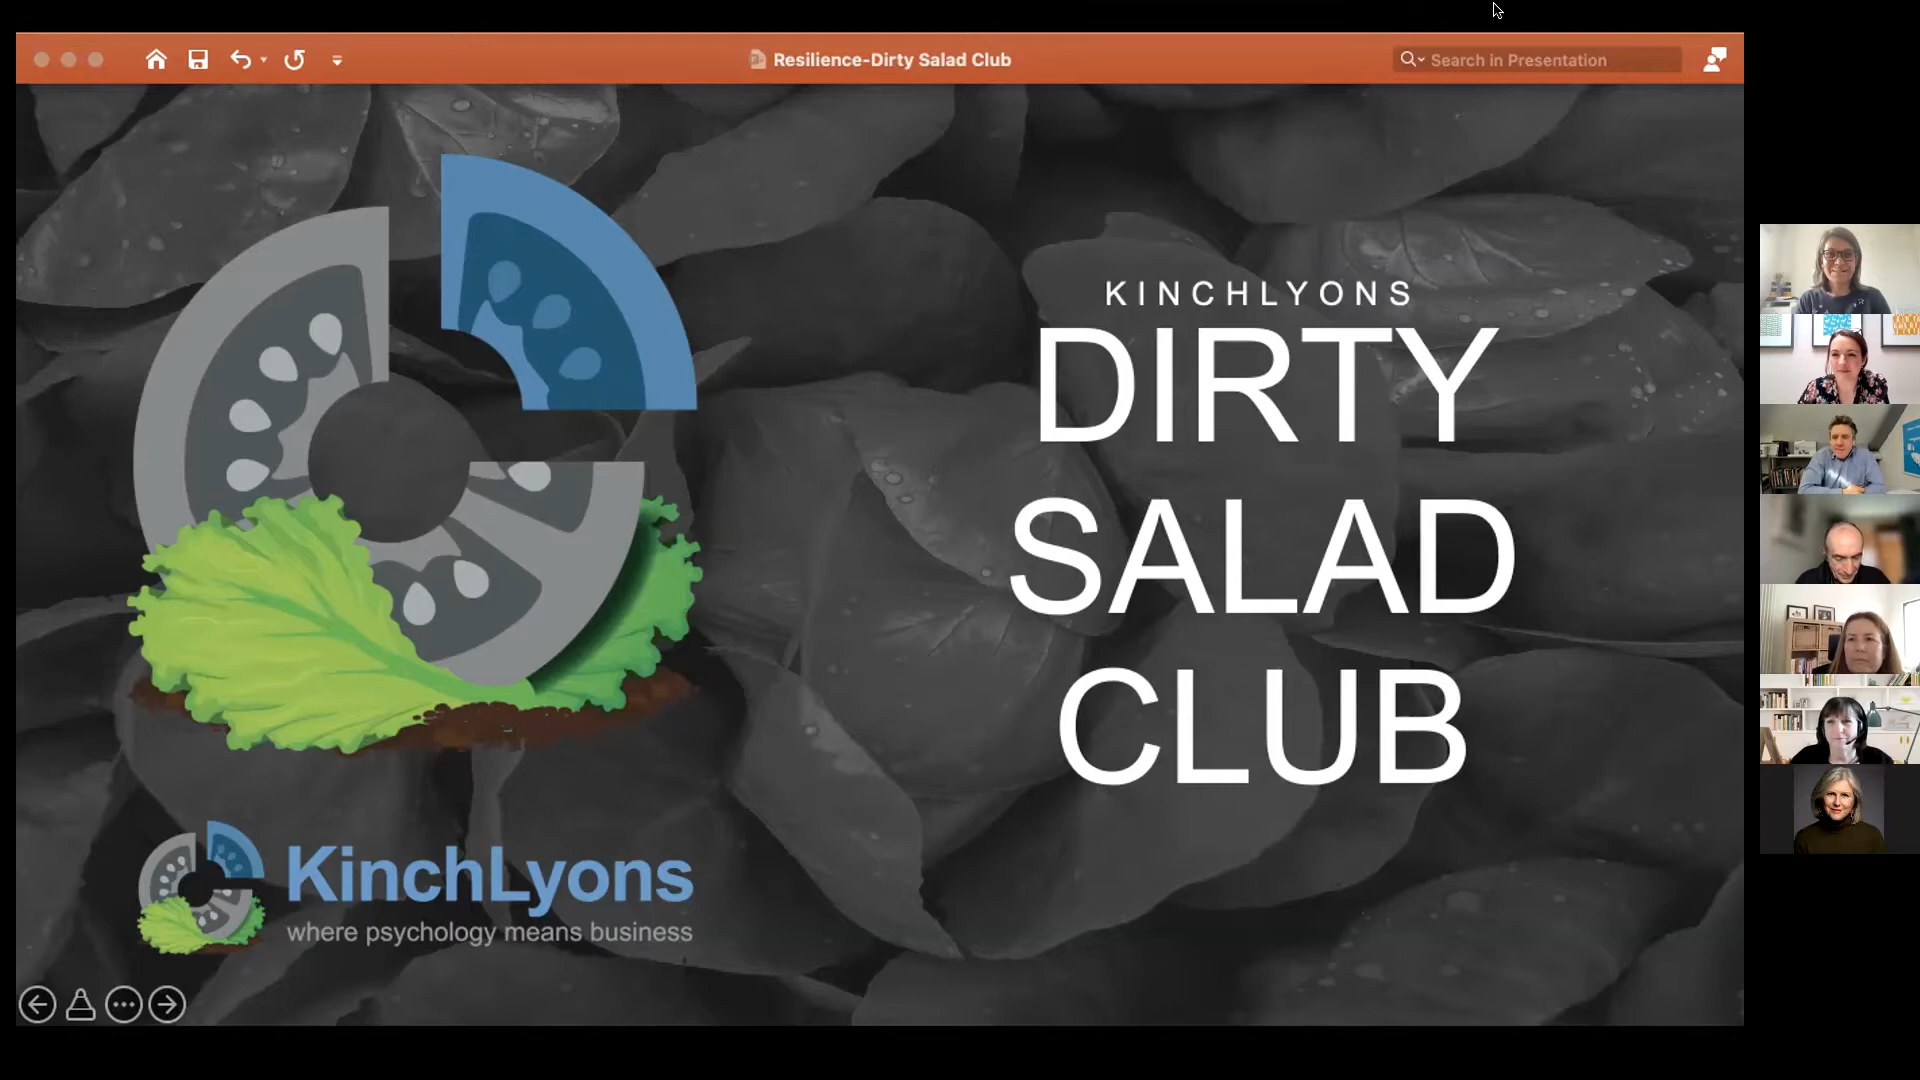 Resilience-Dirty Salad Club
Search in Presentation
KINCHLYONS
DIRTY
SALAD
CLUB
KinchLyons
where psychology means business